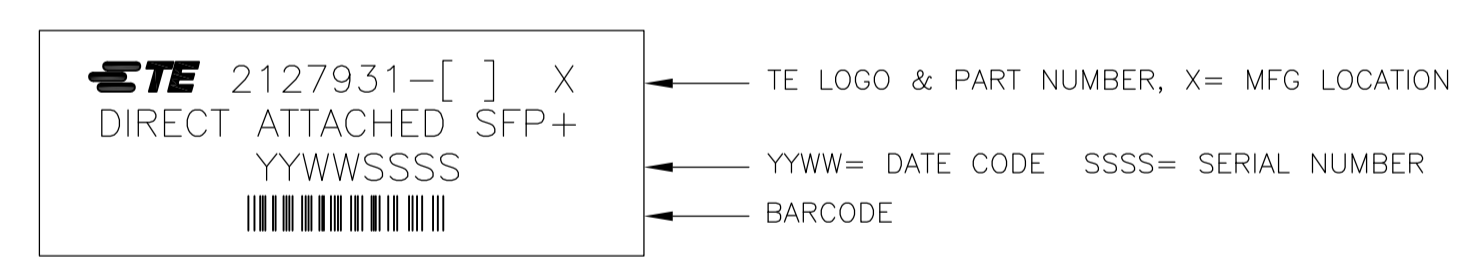 TE 2127931-[ ] X
TE LOGO & PART NUMBER, X= MFG LOCATION
DIRECT ATTACHED SFP+
YYWWSSSS
YYWW= DATE CODE SSSS= SERIAL NUMBER
BARCODE